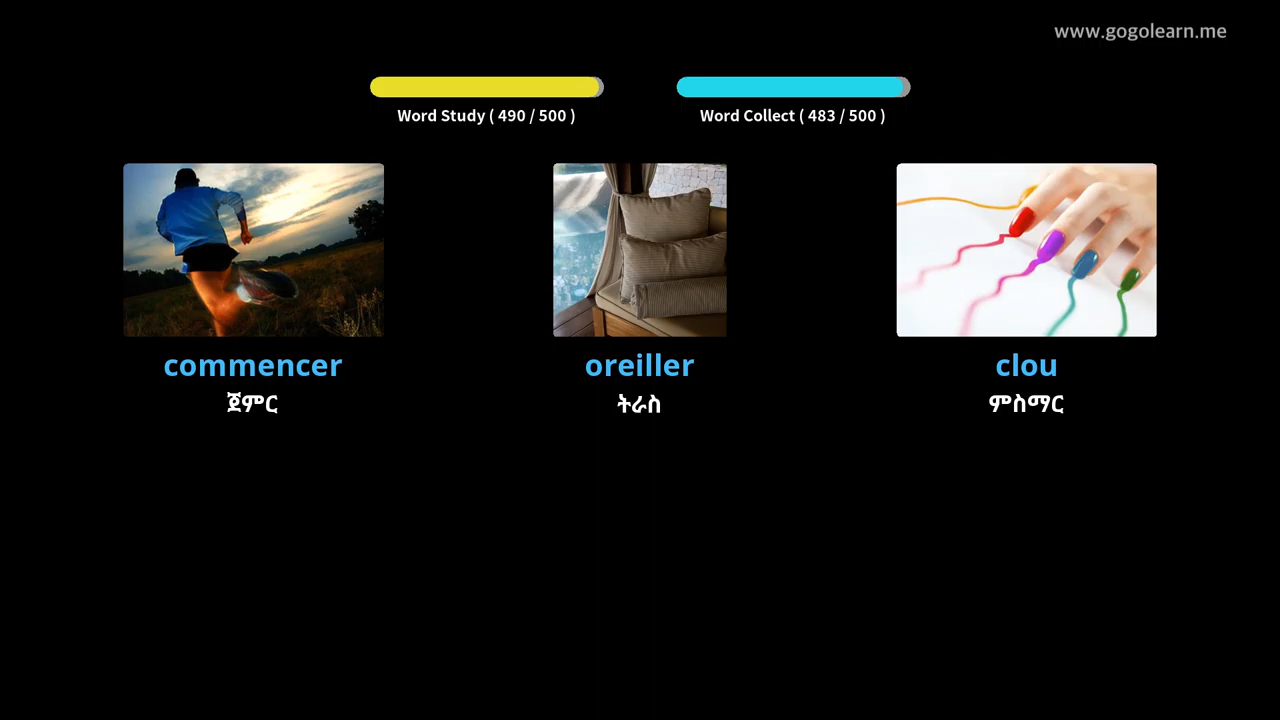 www.gogolearn.me
Word Study ( 490 / 500 )
Word Collect ( 483 / 500 )
commencer
ጀምር
oreiller
ትራስ
clou
ምስማር